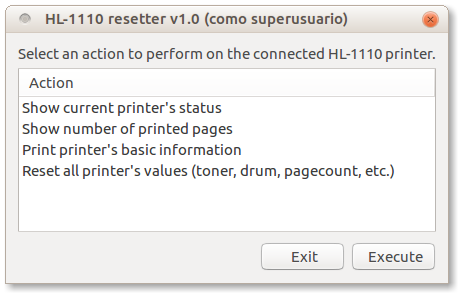 HL-1110 resetter v1.0 (como superusuario)
Select an action to perform on the connected HL-1110 printer.
Action
Show current printer's status
Show number of printed pages
Print printer's basic information
Reset all printer's values (toner, drum, pagecount, etc.)
Exit Execute